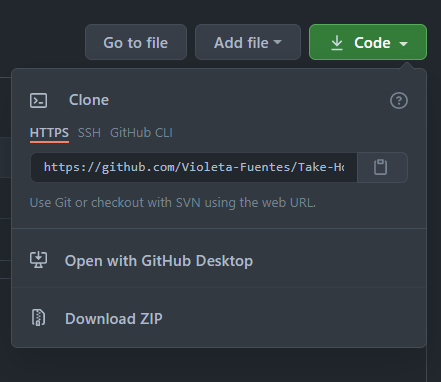 Go to file Add file Code
Clone
HTTPS SSH GitHub CLI
https://github.com/Violeta-Fuentes/Take-Ho
Use Git or checkout with SVN using the web URL.
Open with GitHub Desktop
Download ZIP